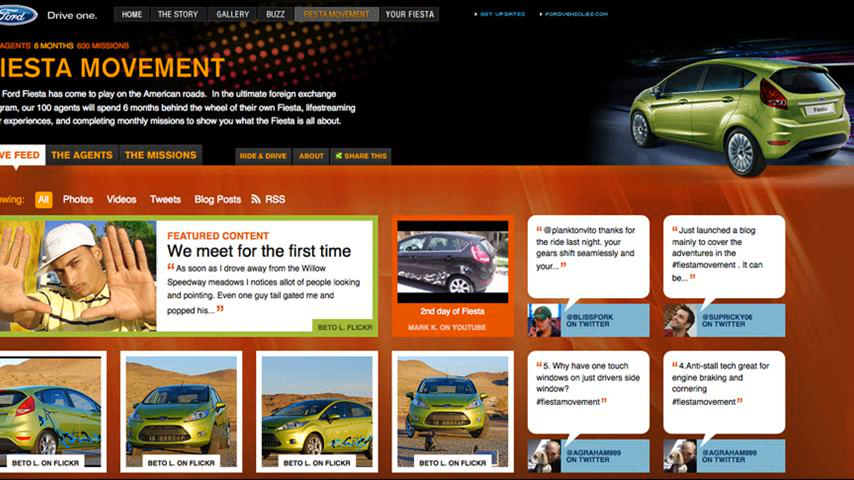 Ford Drive one. HOME THE STORY GALLERY BUZZ FIESTA MOVEMENT YOUR FIESTA GET UPDATES FORDVEHICLES.COM
AGENTS 6 MONTHS 600 MISSIONS
IESTA MOVEMENT
Ford Fiesta has come to play on the American roads. In the ultimate foreign exchange
gram, our 100 agents will spend 6 months behind the wheel of their own Fiesta, lifestreaming
r experiences, and completing monthly missions to show you what the Fiesta is all about.
Fiesta
VE FEED THE AGENTS THE MISSIONS RIDE & DRIVE ABOUT SHARE THIS
wing: All Photos Videos Tweets Blog Posts RSS
FEATURED CONTENT
We meet for the first time
“ As soon as I drove away from the Willow
Speedway meadows I notices allot of people looking
and pointing. Even one guy tail gated me and
popped his... ”
BETO L. FLICKR
2nd day of Fiesta
MARK K. ON YOUTUBE
“ @planktonvito thanks for
the ride last night. your
gears shift seamlessly and
your... ”
@BLISSFORK
ON TWITTER
“ Just launched a blog
mainly to cover the
adventures in the
#fiestamovement . It can
be... ”
@SUPRICKY06
ON TWITTER
BETO L. ON FLICKR
BETO L. ON FLICKR
BETO L. ON FLICKR
BETO L. ON FLICKR
“ 5. Why have one touch
windows on just drivers side
window?
#fiestamovement ”
@AGRAHAM999
ON TWITTER
“ 4.Anti-stall tech great for
engine braking and
cornering
#fiestamovement ”
@AGRAHAM999
ON TWITTER